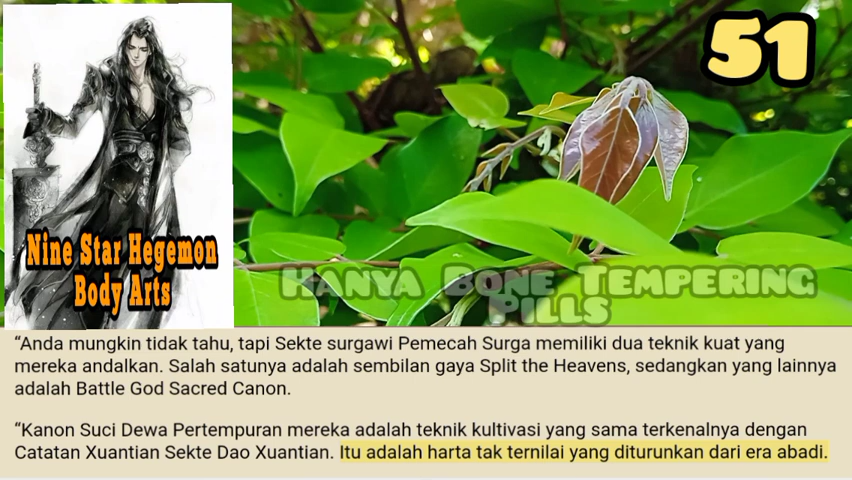 51
Nine Star Hegemon
Body Arts
Hanya Bone Tempering
Pills
“Anda mungkin tidak tahu, tapi Sekte surgawi Pemecah Surga memiliki dua teknik kuat yang
mereka andalkan. Salah satunya adalah sembilan gaya Split the Heavens, sedangkan yang lainnya
adalah Battle God Sacred Canon.
“Kanon Suci Dewa Pertempuran mereka adalah teknik kultivasi yang sama terkenalnya dengan
Catatan Xuantian Sekte Dao Xuantian. Itu adalah harta tak ternilai yang diturunkan dari era abadi.